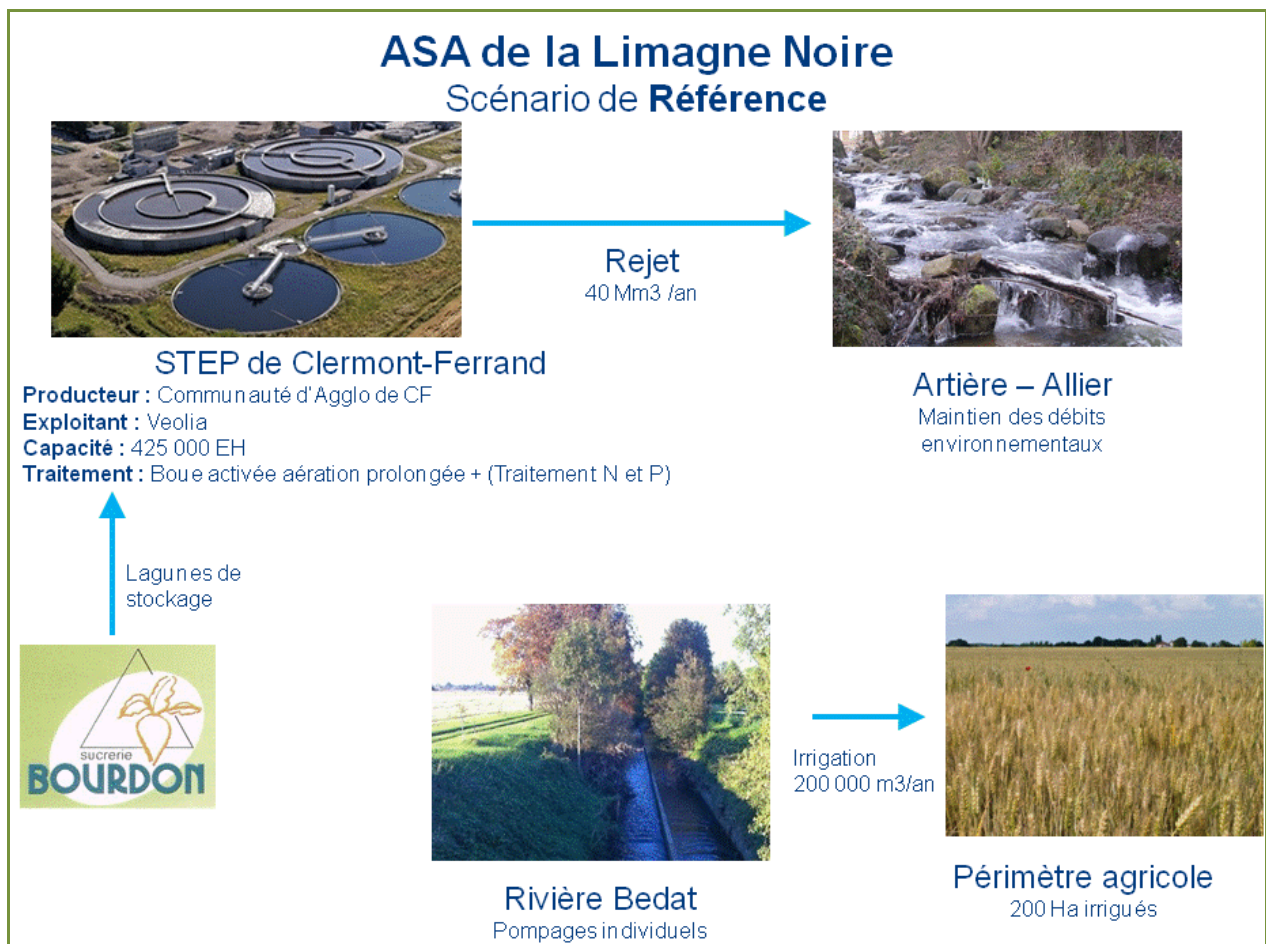 ASA de la Limagne Noire
Scénario de Référence
Rejet
40 Mm3 /an
STEP de Clermont-Ferrand
Producteur : Communauté d'Agglo de CF
Exploitant : Veolia
Capacité : 425 000 EH
Traitement : Boue activée aération prolongée + (Traitement N et P)
Artière – Allier
Maintien des débits
environnementaux
Lagunes de
stockage
sucrerie
BOURDON
Rivière Bedat
Pompages individuels
Irrigation
200 000 m3/an
Périmètre agricole
200 Ha irrigués